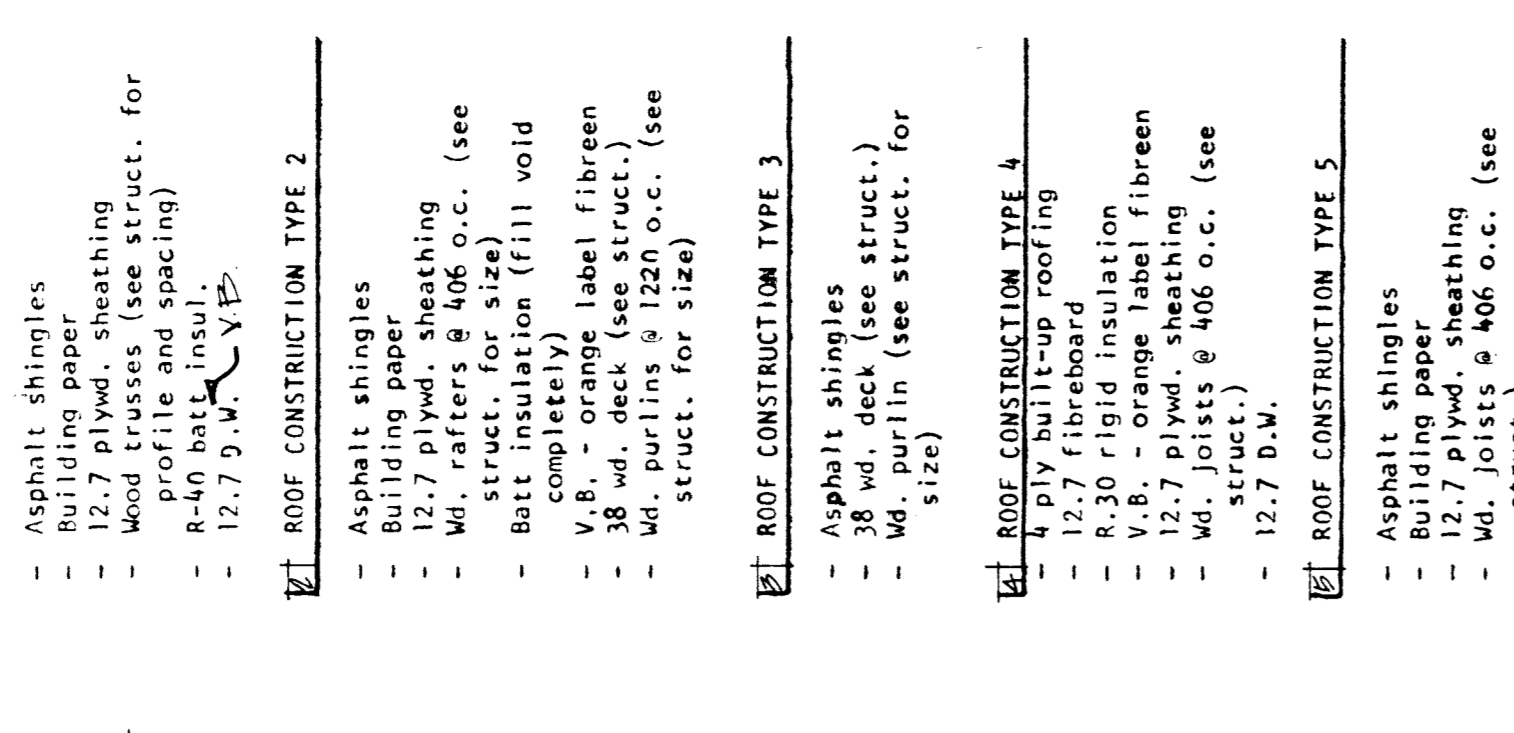 - Asphalt shingles
- Building paper
- 12.7 plywd. sheathing
- Wood trusses (see struct. for
profile and spacing)
- R-40 batt insul.
- 12.7 D.W. V.B.
2 ROOF CONSTRUCTION TYPE 2
- Asphalt shingles
- Building paper
- 12.7 plywd. sheathing
- Wd. rafters @ 406 o.c. (see
struct. for size)
- Batt insulation (fill void
completely)
- V.B. - orange label fibreen
- 38 wd. deck (see struct.)
- Wd. purlins @ 1220 o.c. (see
struct. for size)
3 ROOF CONSTRUCTION TYPE 3
- Asphalt shingles
- 38 wd. deck (see struct.)
- Wd. purlin (see struct. for
size)
4 ROOF CONSTRUCTION TYPE 4
- 4 ply built-up roofing
- 12.7 fibreboard
- R.30 rigid insulation
- V.B. - orange label fibreen
- 12.7 plywd. sheathing
- Wd. joists @ 406 o.c. (see
struct.)
- 12.7 D.W.
5 ROOF CONSTRUCTION TYPE 5
- Asphalt shingles
- Building paper
- 12.7 plywd. sheathing
- Wd. joists @ 406 o.c. (see